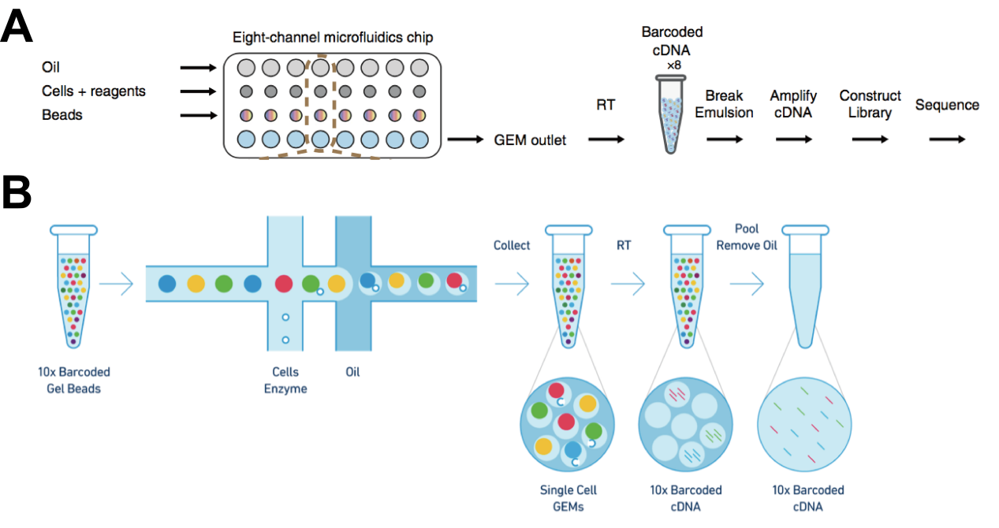 A
Eight-channel microfluidics chip
Oil
Cells + reagents
Beads
GEM outlet
RT
Barcoded
cDNA
×8
Break
Emulsion
Amplify
cDNA
Construct
Library
Sequence
B
10x Barcoded
Gel Beads
Cells
Enzyme
Oil
Collect
RT
Pool
Remove Oil
Single Cell
GEMs
10x Barcoded
cDNA
10x Barcoded
cDNA